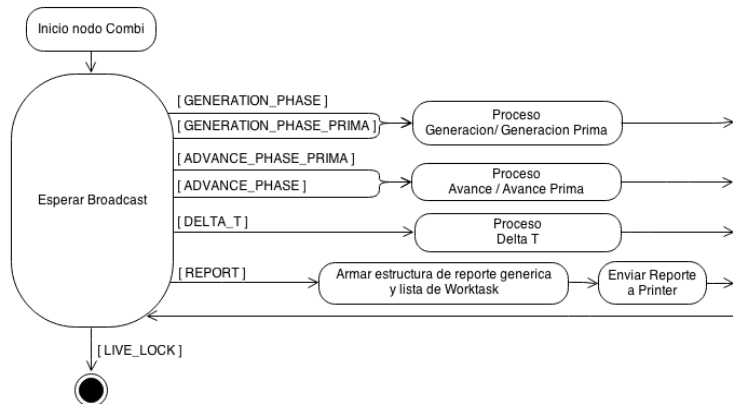 Inicio nodo Combi
[ GENERATION_PHASE ]
[ GENERATION_PHASE_PRIMA ]
Proceso
Generacion/ Generacion Prima
[ ADVANCE_PHASE_PRIMA ]
[ ADVANCE_PHASE ]
Proceso
Avance / Avance Prima
Esperar Broadcast
[ DELTA_T ]
Proceso
Delta T
[ REPORT ]
Armar estructura de reporte generica
y lista de Worktask
Enviar Reporte
a Printer
[ LIVE_LOCK ]